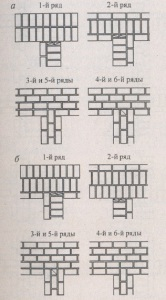 а
1-й ряд 2-й ряд
3-й и 5-й ряды 4-й и 6-й ряды
б
1-й ряд 2-й ряд
3-й и 5-й ряды 4-й и 6-й ряды